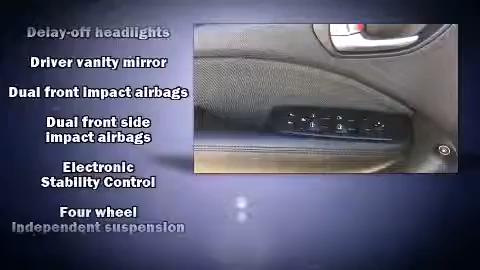 Delay-off headlights
Driver vanity mirror
Dual front impact airbags
Dual front side
impact airbags
Electronic
Stability Control
Four wheel
Independent suspension